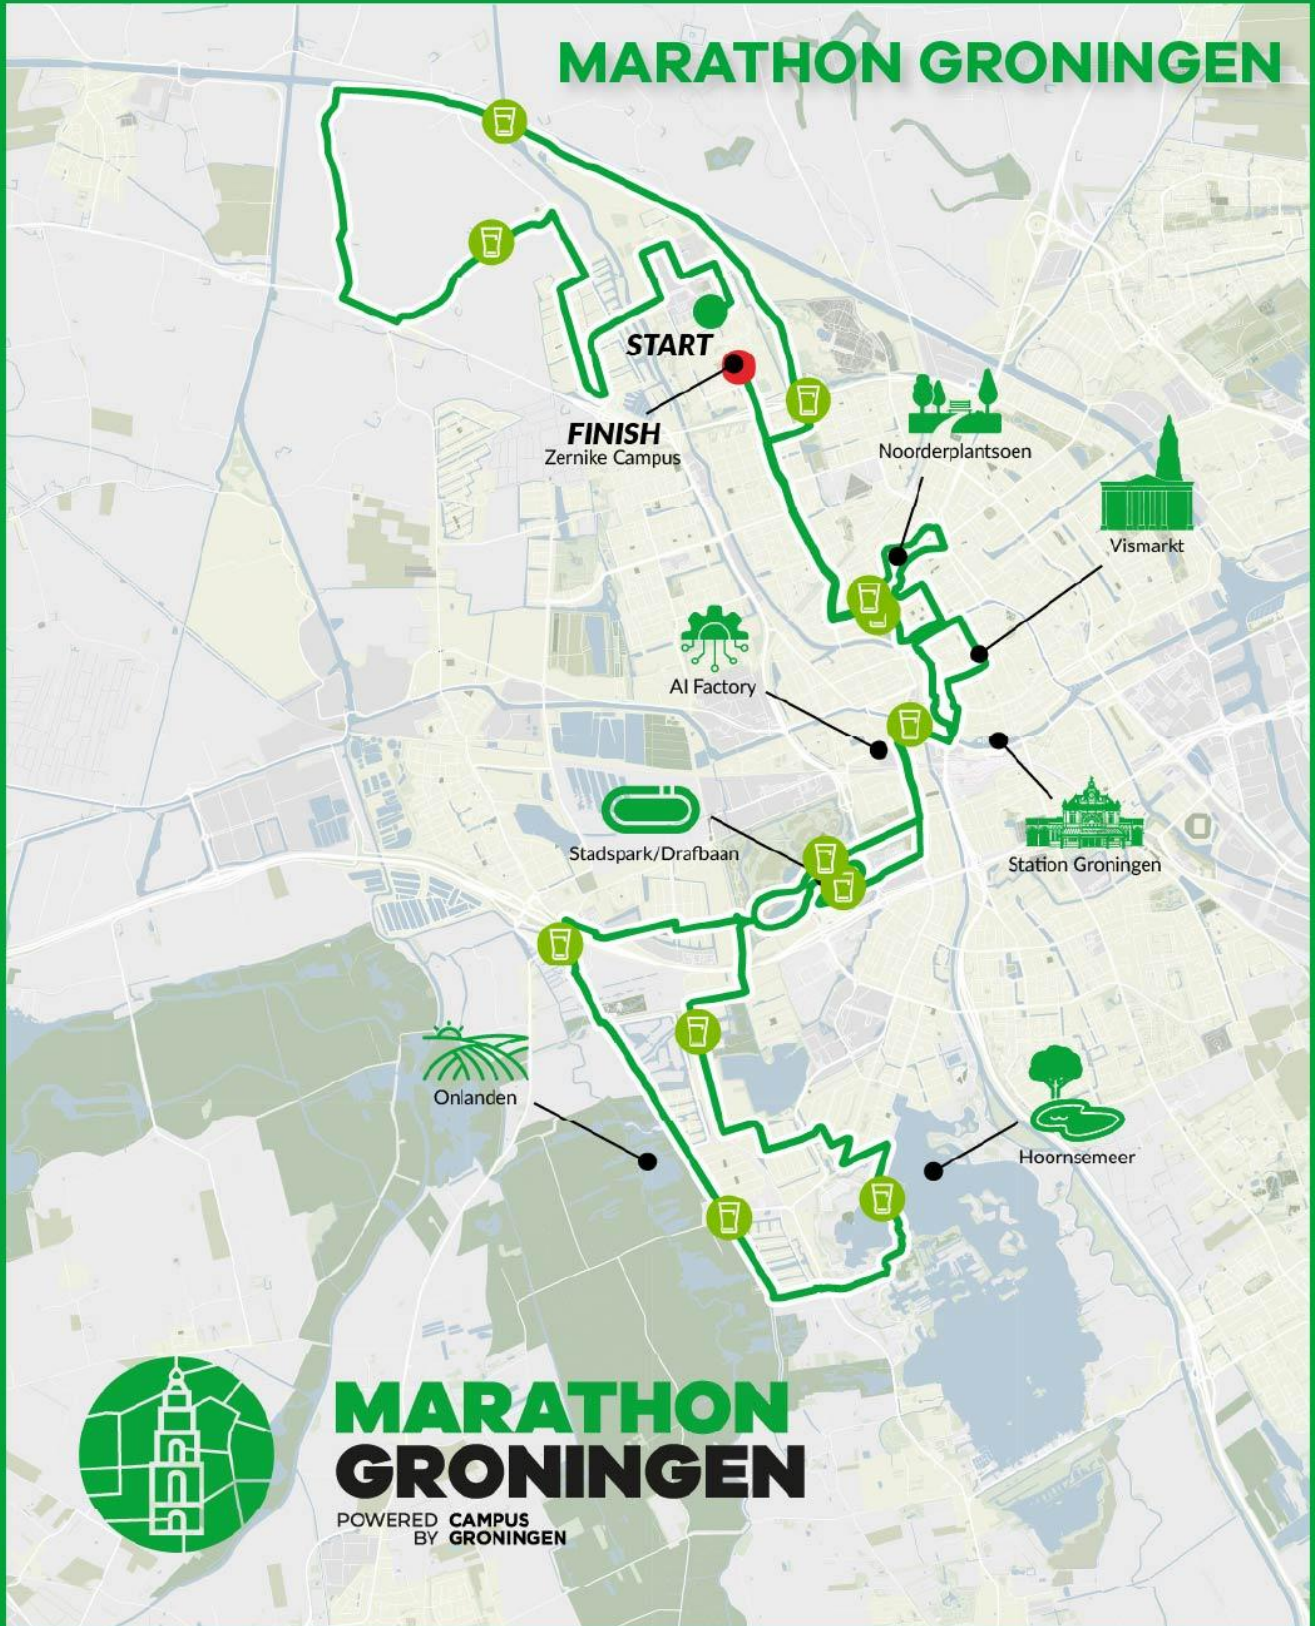 MARATHON GRONINGEN
START
FINISH
Zernike Campus
Noorderplantsoen
Vismarkt
AI Factory
Stadspark/Drafbaan
Station Groningen
Onlanden
Hoornsemeer
MARATHON
GRONINGEN
POWERED CAMPUS
BY GRONINGEN